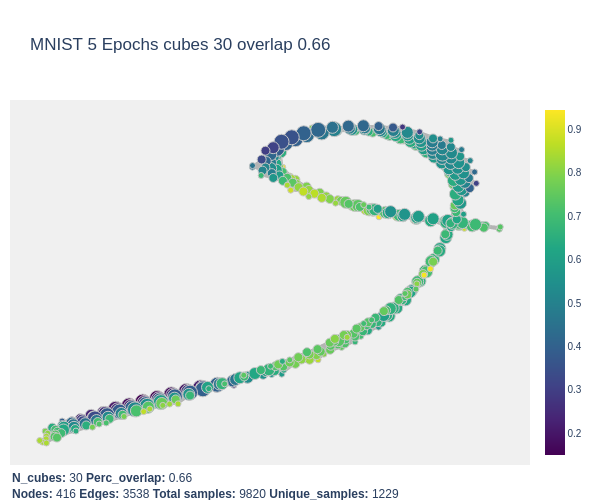 MNIST 5 Epochs cubes 30 overlap 0.66
0.9
0.8
0.7
0.6
0.5
0.4
0.3
0.2
N_cubes: 30 Perc_overlap: 0.66
Nodes: 416 Edges: 3538 Total samples: 9820 Unique_samples: 1229